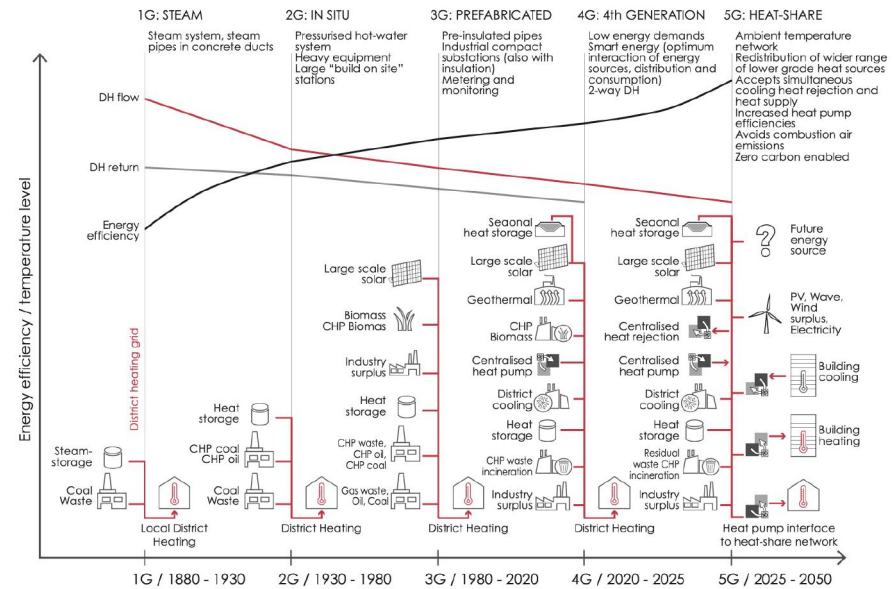 1G: STEAM
Steam system, steam
pipes in concrete ducts
2G: IN SITU
Pressurised hot-water
system
Heavy equipment
Large "build on site"
stations
3G: PREFABRICATED
Pre-insulated pipes
Industrial compact
substations (also with
insulation)
Metering and
monitoring
4G: 4th GENERATION
Low energy demands
Smart energy (optimum
interaction of energy
sources, distribution and
consumption)
2-way DH
5G: HEAT-SHARE
Ambient temperature
network
Redistribution of wider range
of lower grade heat sources
Accepts simultaneous
cooling heat rejection and
heat supply
Increased heat pump
efficiencies
Avoids combustion air
emissions
Zero carbon enabled
Energy efficiency / temperature level
DH flow
DH return
Energy
efficiency
District heating grid
Steam-
storage
Coal
Waste
Local District
Heating
Heat
storage
CHP coal
CHP oil
Coal
Waste
District Heating
Large scale
solar
Biomass
CHP Biomas
Industry
surplus
Heat
storage
CHP waste,
CHP oil,
CHP coal
Gas waste,
Oil, Coal
District Heating
Seaonal
heat storage
Large scale
solar
Geothermal
CHP
Biomass
Centralised
heat pump
District
cooling
Heat
storage
CHP waste
incineration
Industry
surplus
District Heating
Seaonal
heat storage
Large scale
solar
Geothermal
Centralised
heat rejection
Centralised
heat pump
District
cooling
Heat
storage
Residual
waste CHP
incineration
Industry
surplus
?
Future
energy
source
PV, Wave,
Wind
surplus,
Electricity
Building
cooling
Building
heating
Heat pump interface
to heat-share network
1G / 1880 - 1930
2G / 1930 - 1980
3G / 1980 - 2020
4G / 2020 - 2025
5G / 2025 - 2050